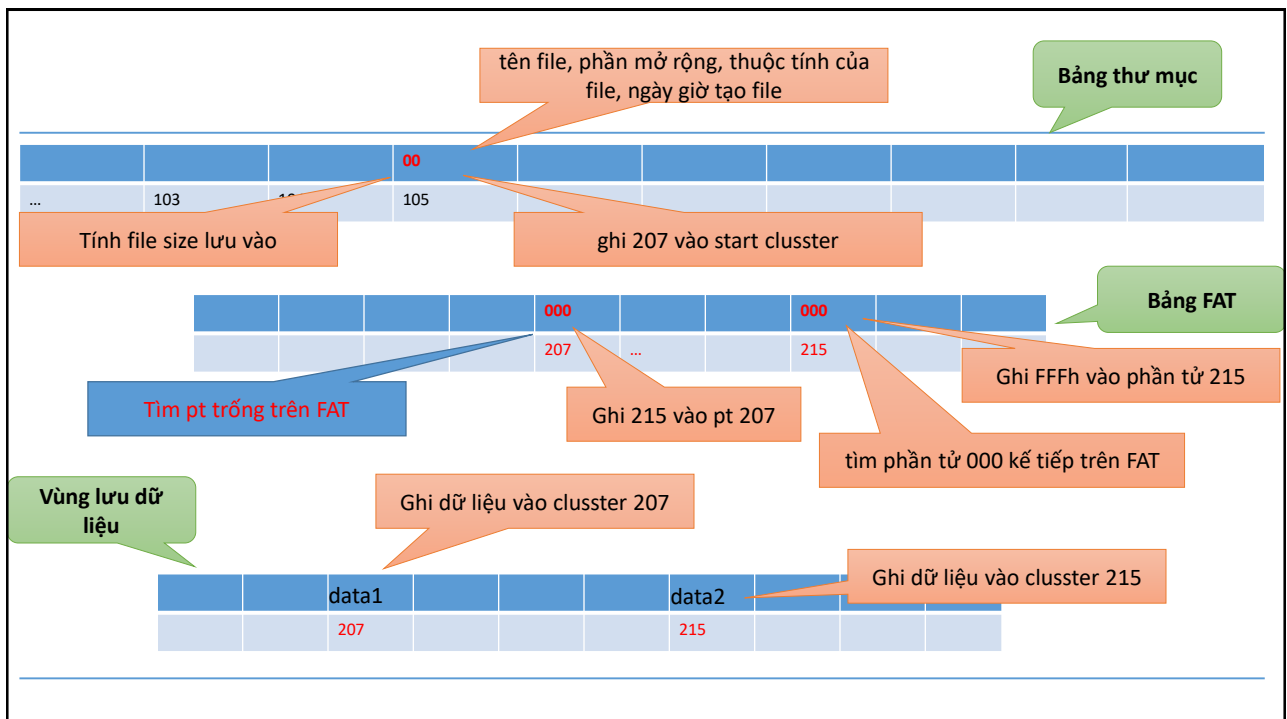 tên file, phần mở rộng, thuộc tính của
file, ngày giờ tạo file
Bảng thư mục
00
... 103 105
Tính file size lưu vào
ghi 207 vào start clusster
Bảng FAT
000 000
207 ... 215
Ghi FFFh vào phần tử 215
Tìm pt trống trên FAT
Ghi 215 vào pt 207
tìm phần tử 000 kế tiếp trên FAT
Vùng lưu dữ
liệu
Ghi dữ liệu vào clusster 207
Ghi dữ liệu vào clusster 215
data1 data2
207 215